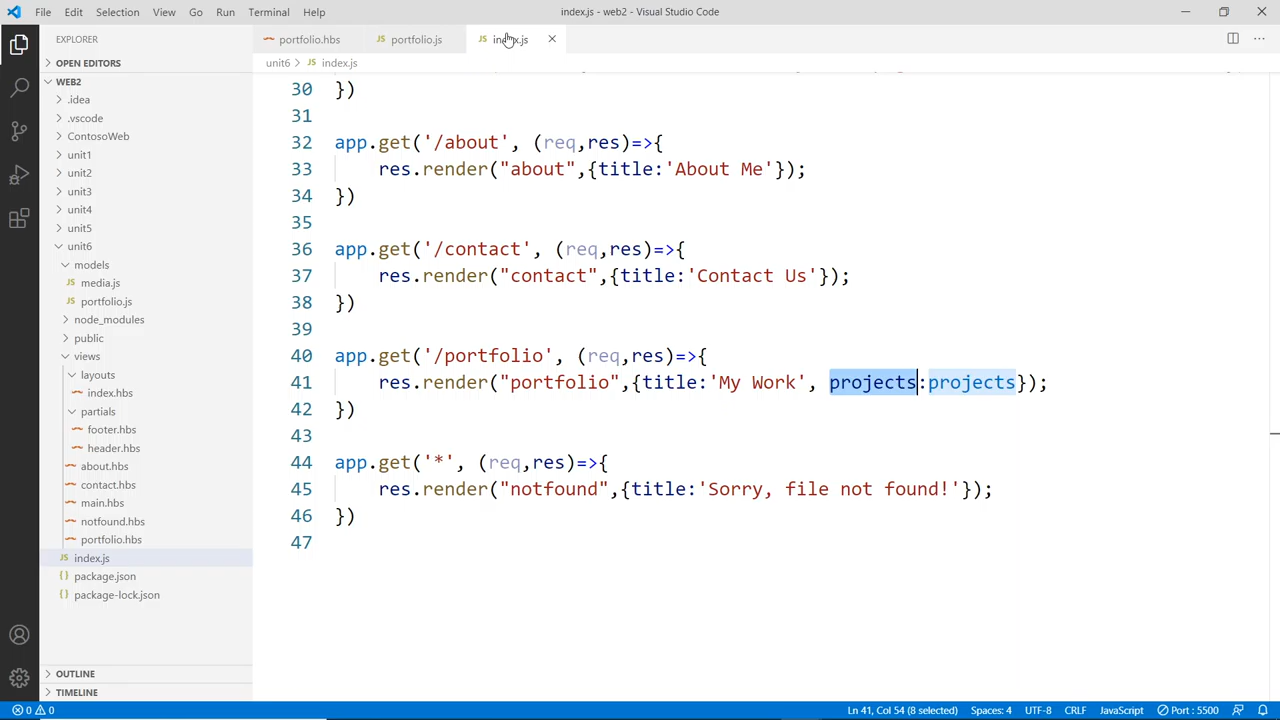 File Edit Selection View Go Run Terminal Help
index.js - web2 - Visual Studio Code
EXPLORER
OPEN EDITORS
WEB2
.idea
.vscode
ContosoWeb
unit1
unit2
unit3
unit4
unit5
unit6
models
JS media.js
JS portfolio.js
node_modules
public
views
layouts
index.hbs
partials
footer.hbs
header.hbs
about.hbs
contact.hbs
main.hbs
notfound.hbs
portfolio.hbs
JS index.js
{} package.json
{} package-lock.json
OUTLINE
TIMELINE
portfolio.hbs JS portfolio.js JS index.js
unit6 > JS index.js
30 })
31
32 app.get('/about', (req,res)=>{
33 res.render("about",{title:'About Me'});
34 })
35
36 app.get('/contact', (req,res)=>{
37 res.render("contact",{title:'Contact Us'});
38 })
39
40 app.get('/portfolio', (req,res)=>{
41 res.render("portfolio",{title:'My Work', projects:projects});
42 })
43
44 app.get('*', (req,res)=>{
45 res.render("notfound",{title:'Sorry, file not found!'});
46 })
47
0 0 Ln 41, Col 54 (8 selected) Spaces: 4 UTF-8 CRLF JavaScript Port : 5500